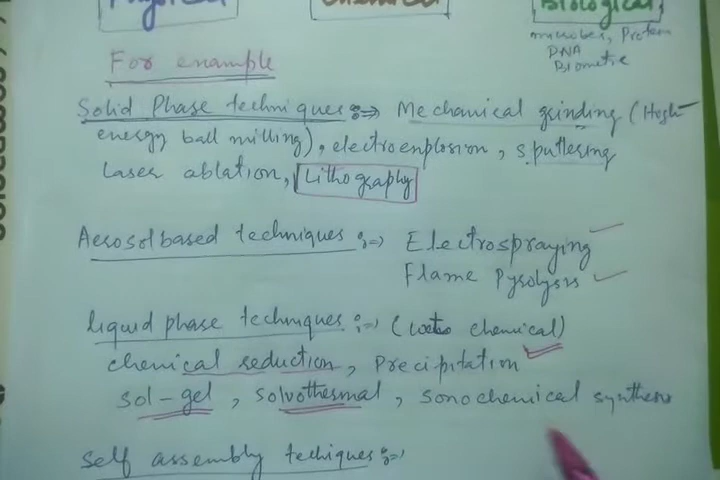 Physical Chemical Biological
microbes, Protein
DNA
Biometic
For example
Solid Phase techniques :=> Mechanical grinding (High-
energy ball milling), electroexplosion, sputtering
Laser ablation, Lithography
Aerosol based techniques :=> Electrospraying
Flame Pyrolysis
liquid phase techniques :=> (wet chemical)
chemical reduction, Precipitation
sol-gel, solvothermal, sonochemical synthesis
Self assembly techiques :=>